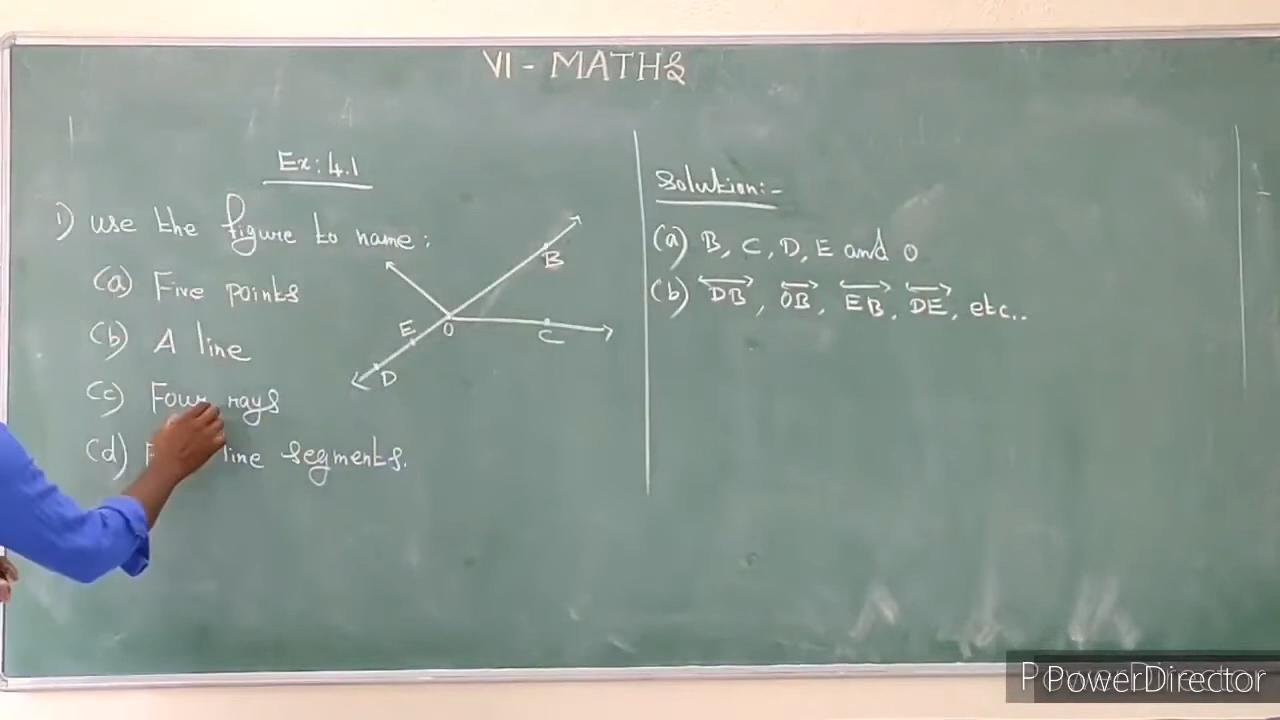 VI - MATHS
Ex: 4.1
1) use the figure to name:
(a) Five points
(b) A line
(c) Four rays
(d) line segments.
B
C
O
E
D
Solution:-
(a) B, C, D, E and O
(b) DB, OB, EB, DE, etc..
PowerDirector